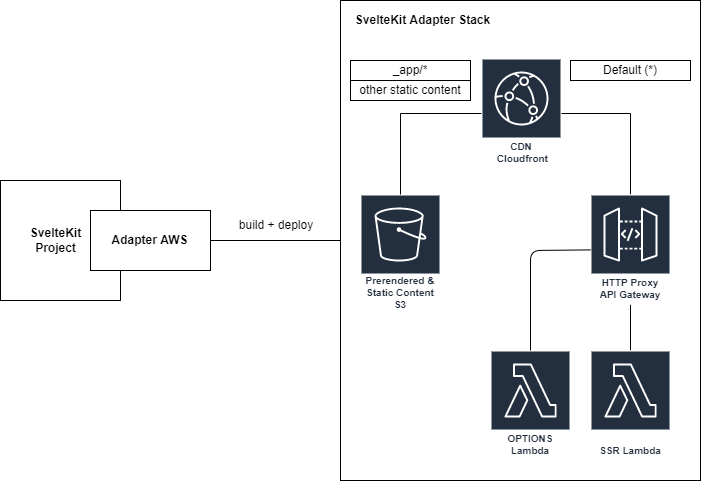 SvelteKit Adapter Stack
_app/*
other static content
Default (*)
CDN
Cloudfront
SvelteKit
Project
Adapter AWS
build + deploy
Prerendered &
Static Content
S3
</>
HTTP Proxy
API Gateway
OPTIONS
Lambda
SSR Lambda